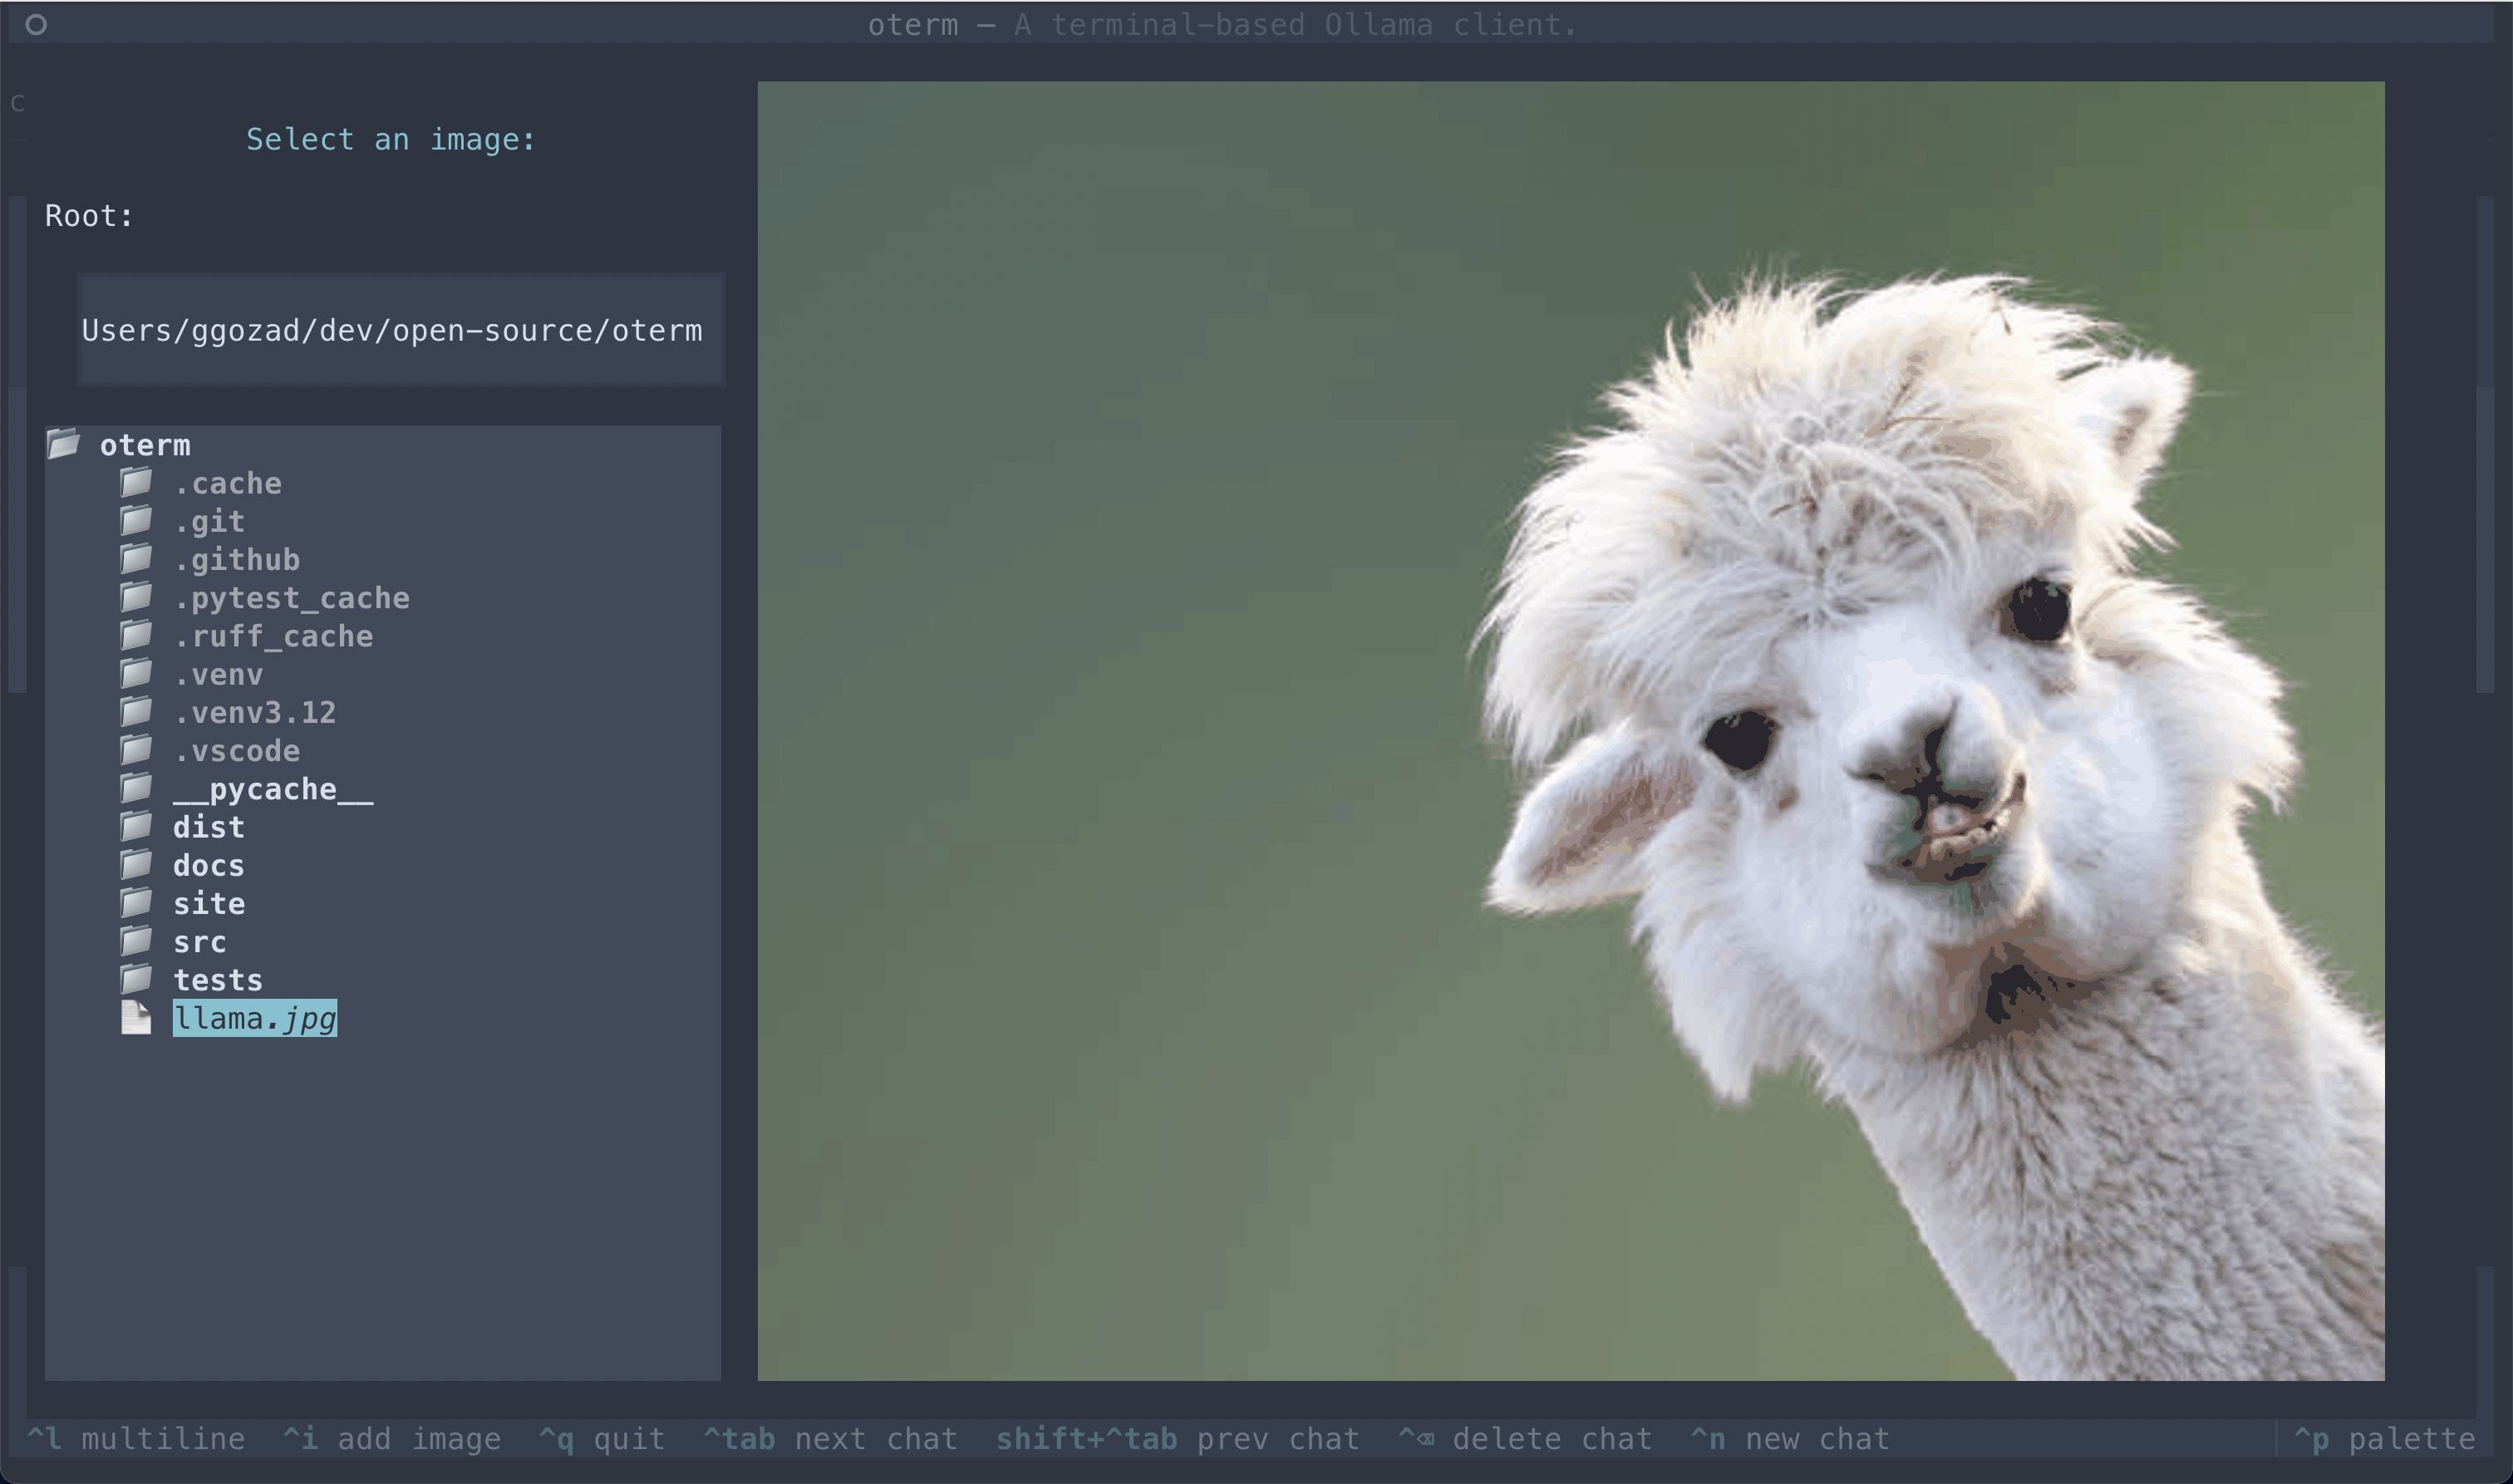 oterm — A terminal-based Ollama client.
c
Select an image:
Root:
Users/ggozad/dev/open-source/oterm
oterm
.cache
.git
.github
.pytest_cache
.ruff_cache
.venv
.venv3.12
.vscode
__pycache__
dist
docs
site
src
tests
llama.jpg
^l multiline ^i add image ^q quit ^tab next chat shift+^tab prev chat ^⌫ delete chat ^n new chat ^p palette